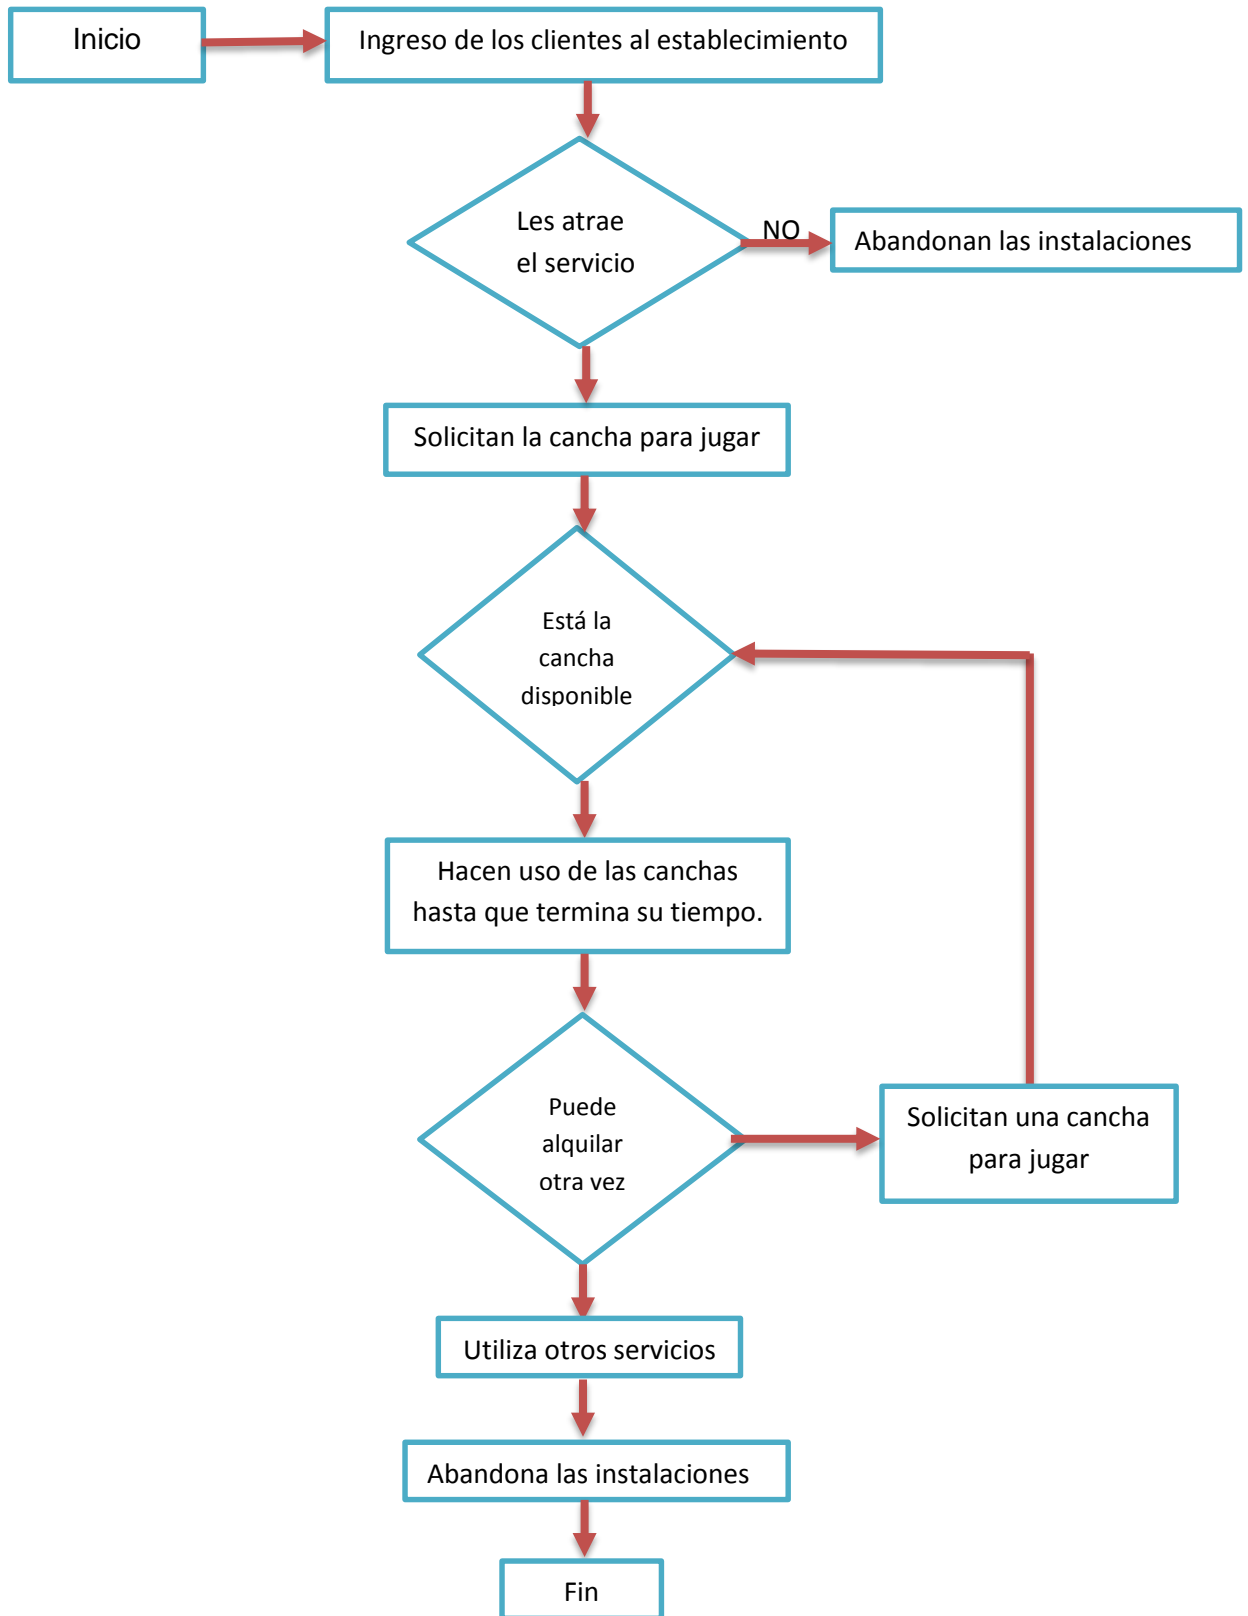 Inicio
Ingreso de los clientes al establecimiento
Les atrae
el servicio
NO
Abandonan las instalaciones
Solicitan la cancha para jugar
Está la
cancha
disponible
Hacen uso de las canchas
hasta que termina su tiempo.
Puede
alquilar
otra vez
Solicitan una cancha
para jugar
Utiliza otros servicios
Abandona las instalaciones
Fin